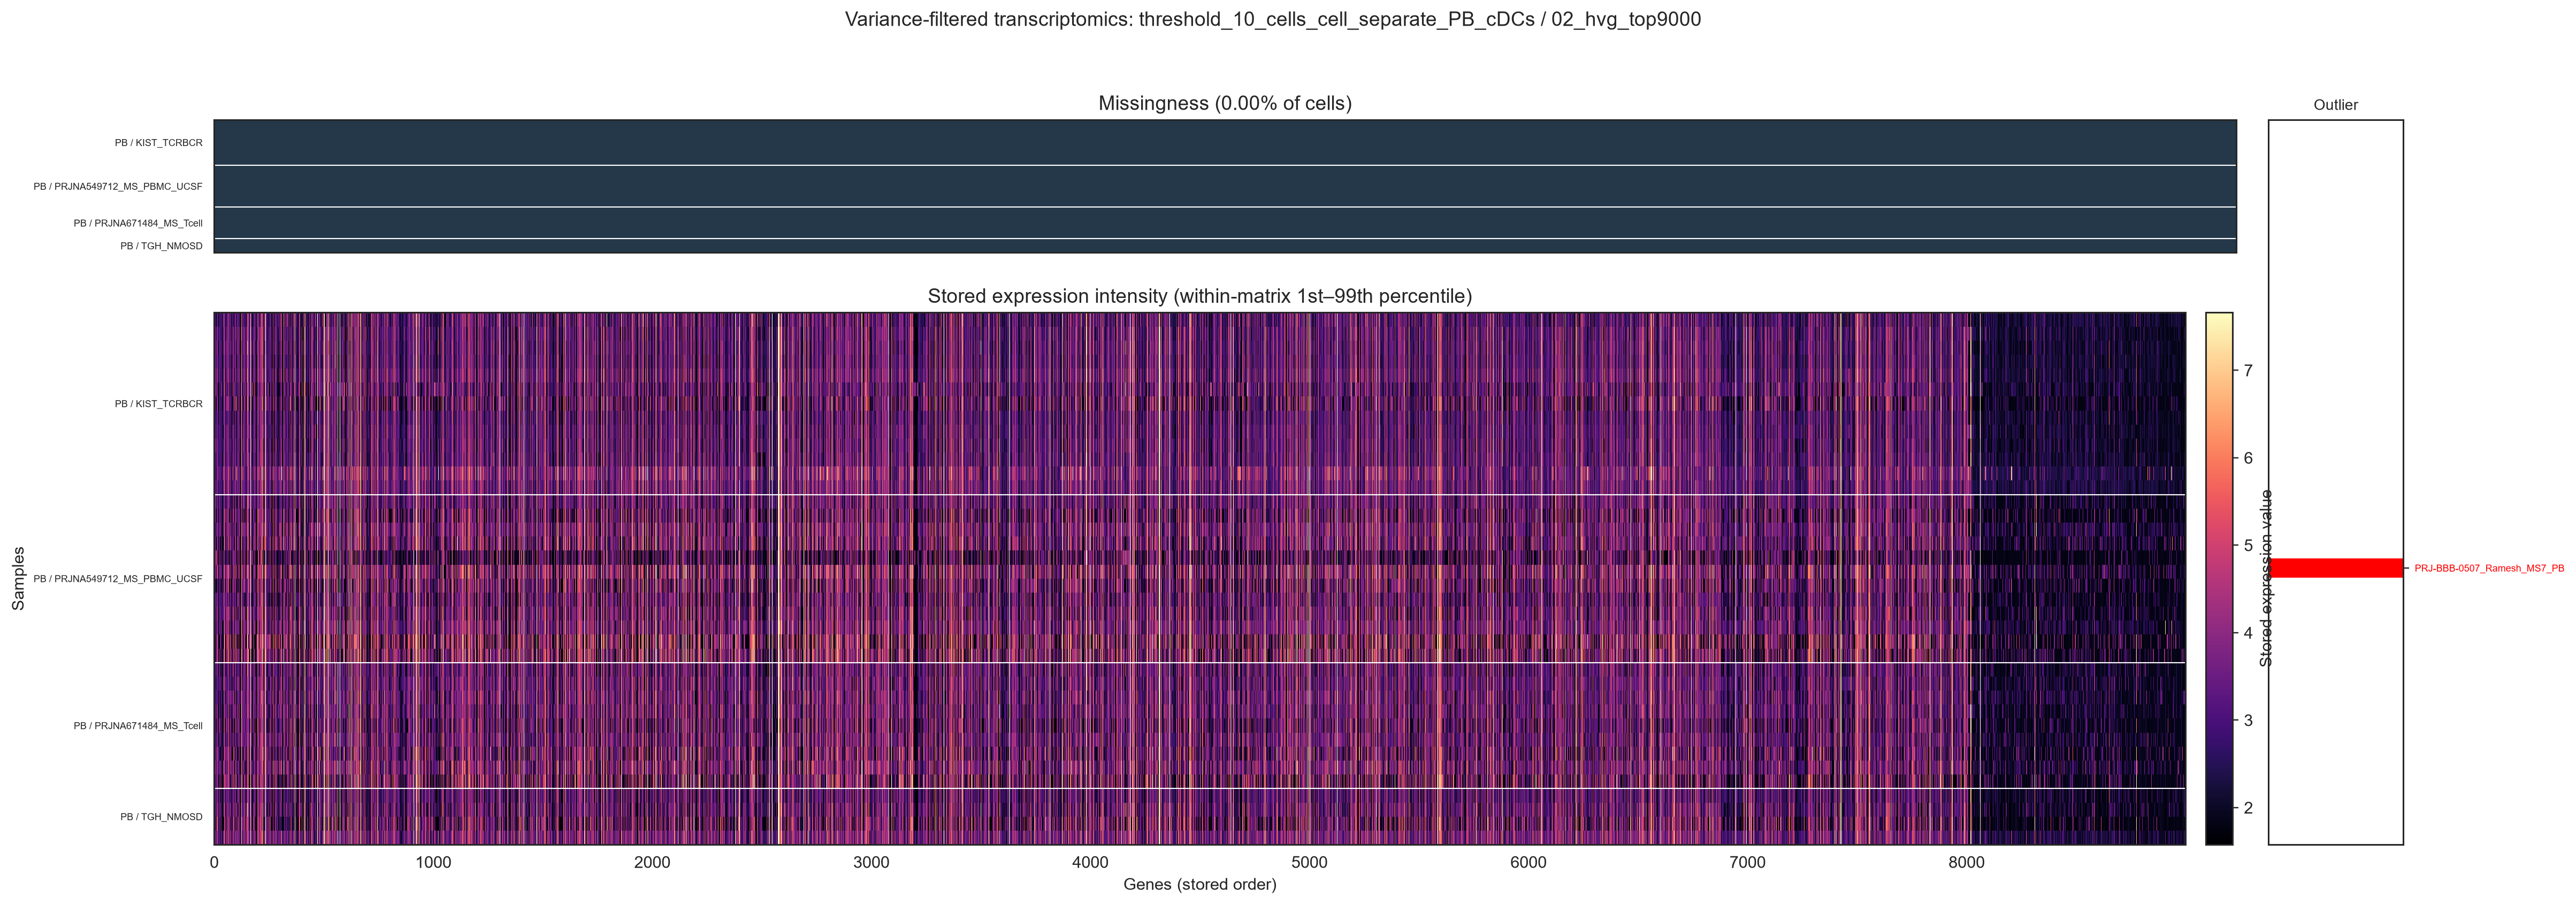 Variance-filtered transcriptomics: threshold_10_cells_cell_separate_PB_cDCs / 02_hvg_top9000
Missingness (0.00% of cells)
Outlier
PB / KIST_TCRBCR
PB / PRJNA549712_MS_PBMC_UCSF
PB / PRJNA671484_MS_Tcell
PB / TGH_NMOSD
Stored expression intensity (within-matrix 1st–99th percentile)
Samples
PB / KIST_TCRBCR
PB / PRJNA549712_MS_PBMC_UCSF
PB / PRJNA671484_MS_Tcell
PB / TGH_NMOSD
0 1000 2000 3000 4000 5000 6000 7000 8000
Genes (stored order)
7
6
5
4
3
2
Stored expression value
PRJ-BBB-0507_Ramesh_MS7_PB